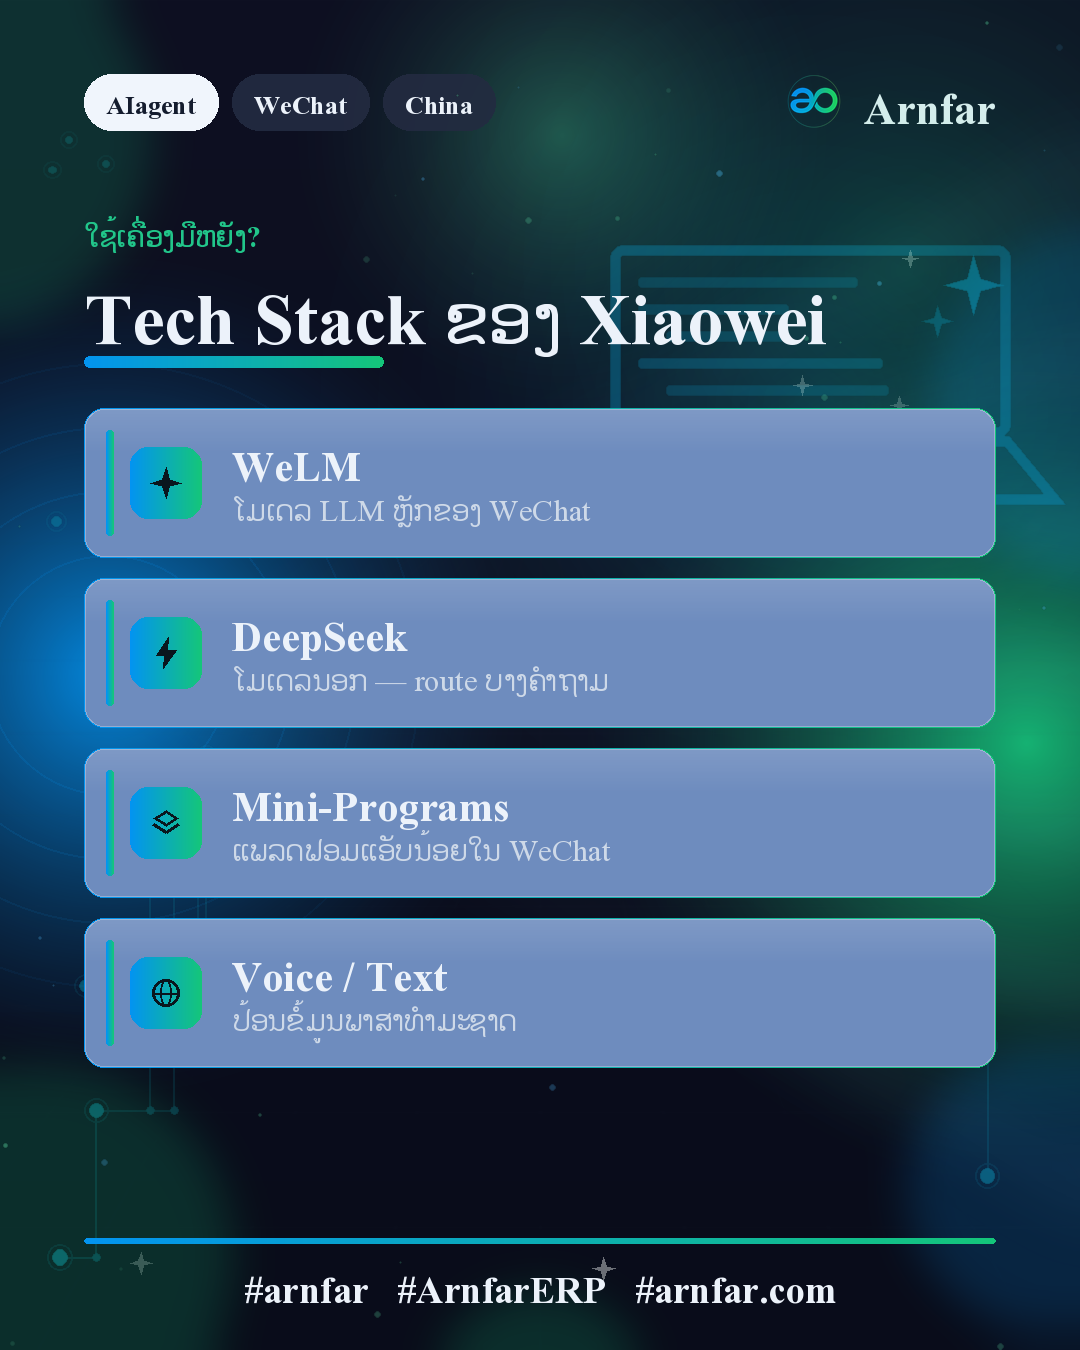 AIagent WeChat China
Arnfar
ໃຊ້ເຄື່ອງມືຫຍັງ?
Tech Stack ຂອງ Xiaowei
WeLM
ໂມເດລ LLM ຫຼັກຂອງ WeChat
DeepSeek
ໂມເດລນອກ — route ບາງຄຳຖາມ
Mini-Programs
ແພລດຟອມແອັບນ້ອຍໃນ WeChat
Voice / Text
ປ້ອນຂໍ້ມູນພາສາທຳມະຊາດ
#arnfar #ArnfarERP #arnfar.com